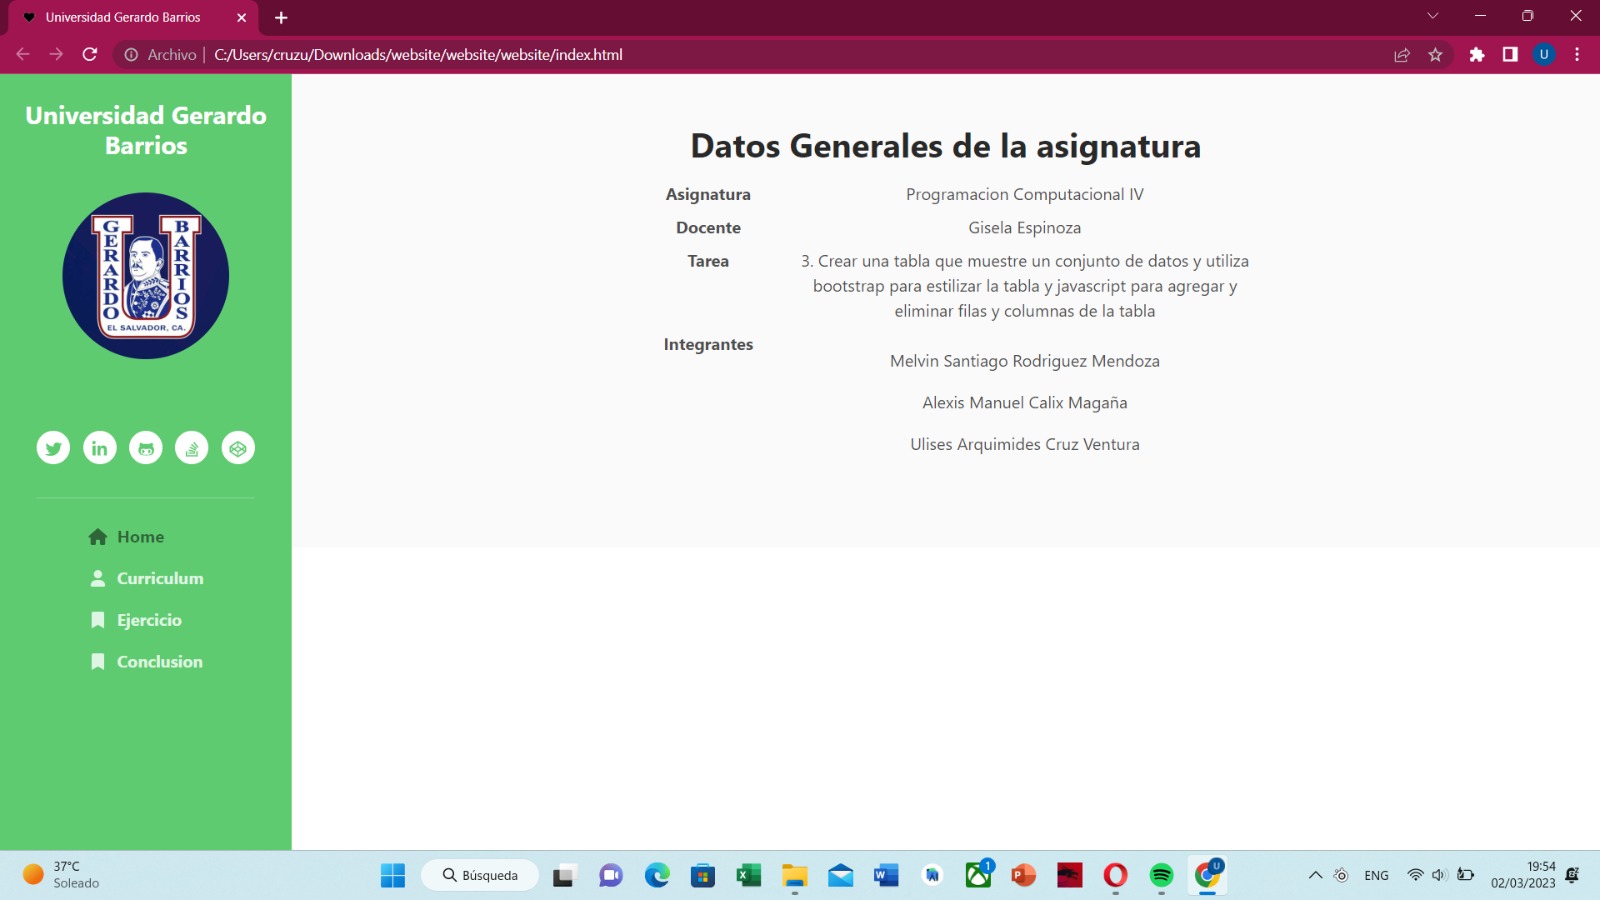 Universidad Gerardo Barrios
Archivo | C:/Users/cruzu/Downloads/website/website/website/index.html
U
Universidad Gerardo
Barrios
GERARDO
BARRIOS
EL SALVADOR, CA.
Home
Curriculum
Ejercicio
Conclusion
Datos Generales de la asignatura
Asignatura Programacion Computacional IV
Docente Gisela Espinoza
Tarea 3. Crear una tabla que muestre un conjunto de datos y utiliza
bootstrap para estilizar la tabla y javascript para agregar y
eliminar filas y columnas de la tabla
Integrantes
Melvin Santiago Rodriguez Mendoza
Alexis Manuel Calix Magaña
Ulises Arquimides Cruz Ventura
37°C
Soleado
Búsqueda
1
U
ENG
19:54
02/03/2023